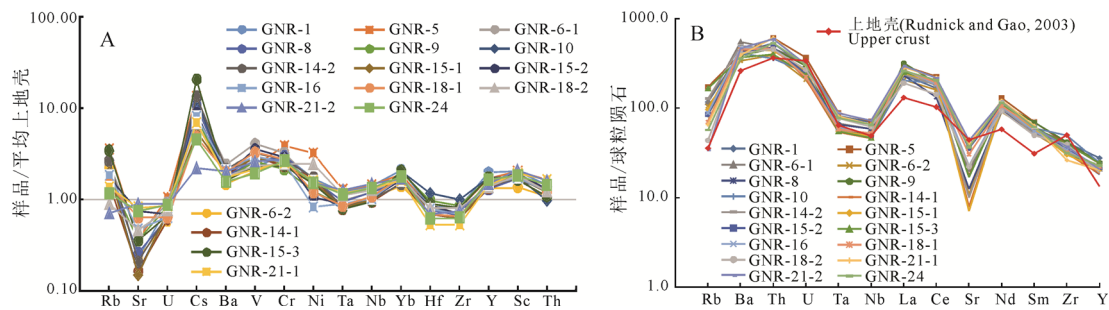 100.00
10.00
1.00
0.10
样品/平均上地壳
A
GNR-1
GNR-5
GNR-6-1
GNR-8
GNR-9
GNR-10
GNR-14-2
GNR-15-1
GNR-15-2
GNR-16
GNR-18-1
GNR-18-2
GNR-21-2
GNR-24
GNR-6-2
GNR-14-1
GNR-15-3
GNR-21-1
Rb Sr U Cs Ba V Cr Ni Ta Nb Yb Hf Zr Y Sc Th
1000.0
100.0
10.0
1.0
样品/球粒陨石
B
上地壳(Rudnick and Gao, 2003)
Upper crust
GNR-1
GNR-5
GNR-6-1
GNR-6-2
GNR-8
GNR-9
GNR-10
GNR-14-1
GNR-14-2
GNR-15-1
GNR-15-2
GNR-15-3
GNR-16
GNR-18-1
GNR-18-2
GNR-21-1
GNR-21-2
GNR-24
Rb Ba Th U Ta Nb La Ce Sr Nd Sm Zr Y